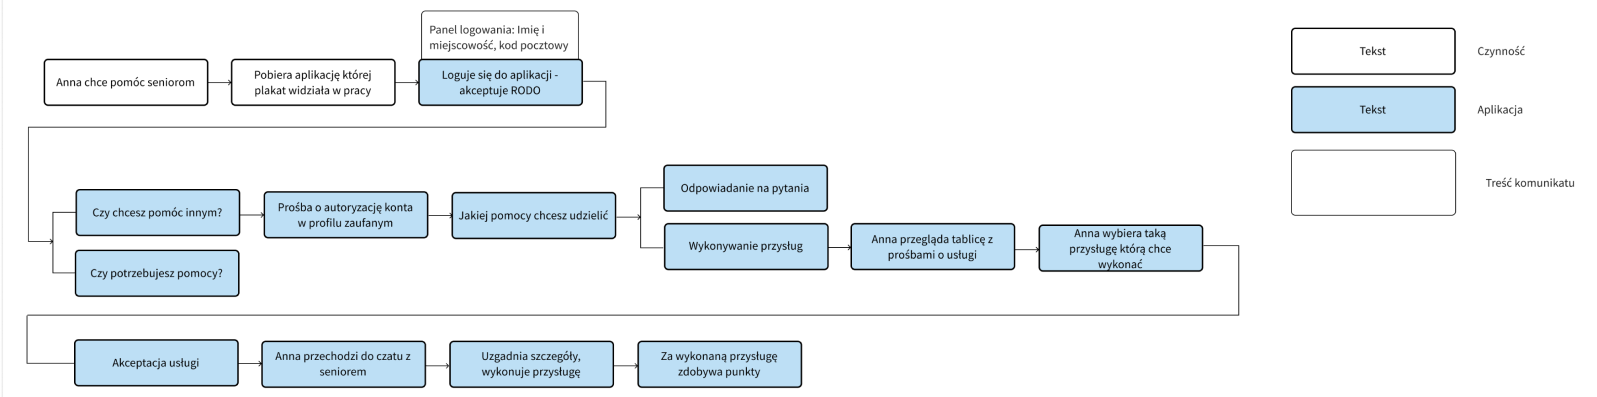 Panel logowania: Imię i
miejscowość, kod pocztowy
Anna chce pomóc seniorom
Pobiera aplikację której
plakat widziała w pracy
Loguje się do aplikacji -
akceptuje RODO
Tekst
Czynność
Tekst
Aplikacja
Treść komunikatu
Czy chcesz pomóc innym?
Czy potrzebujesz pomocy?
Prośba o autoryzację konta
w profilu zaufanym
Jakiej pomocy chcesz udzielić
Odpowiadanie na pytania
Wykonywanie przysług
Anna przegląda tablicę z
prośbami o usługi
Anna wybiera taką
przysługę którą chce
wykonać
Akceptacja usługi
Anna przechodzi do czatu z
seniorem
Uzgadnia szczegóły,
wykonuje przysługę
Za wykonaną przysługę
zdobywa punkty